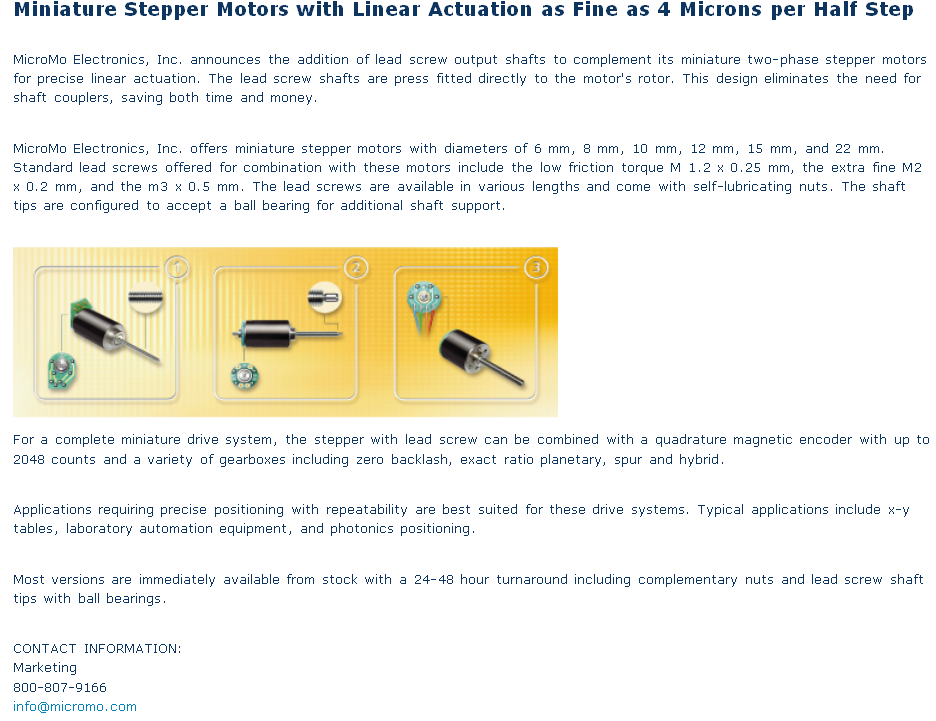 Miniature Stepper Motors with Linear Actuation as Fine as 4 Microns per Half Step
MicroMo Electronics, Inc. announces the addition of lead screw output shafts to complement its miniature two-phase stepper motors
for precise linear actuation. The lead screw shafts are press fitted directly to the motor's rotor. This design eliminates the need for
shaft couplers, saving both time and money.
MicroMo Electronics, Inc. offers miniature stepper motors with diameters of 6 mm, 8 mm, 10 mm, 12 mm, 15 mm, and 22 mm.
Standard lead screws offered for combination with these motors include the low friction torque M 1.2 x 0.25 mm, the extra fine M2
x 0.2 mm, and the m3 x 0.5 mm. The lead screws are available in various lengths and come with self-lubricating nuts. The shaft
tips are configured to accept a ball bearing for additional shaft support.
1 2 3
For a complete miniature drive system, the stepper with lead screw can be combined with a quadrature magnetic encoder with up to
2048 counts and a variety of gearboxes including zero backlash, exact ratio planetary, spur and hybrid.
Applications requiring precise positioning with repeatability are best suited for these drive systems. Typical applications include x-y
tables, laboratory automation equipment, and photonics positioning.
Most versions are immediately available from stock with a 24-48 hour turnaround including complementary nuts and lead screw shaft
tips with ball bearings.
CONTACT INFORMATION:
Marketing
800-807-9166
info@micromo.com